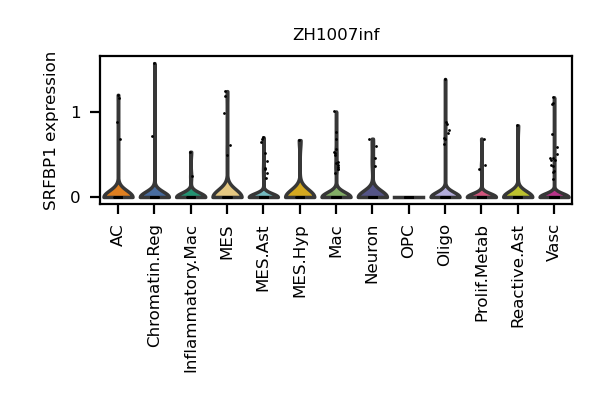 ZH1007inf
SRFBP1 expression
1
0
AC
Chromatin.Reg
Inflammatory.Mac
MES
MES.Ast
MES.Hyp
Mac
Neuron
OPC
Oligo
Prolif.Metab
Reactive.Ast
Vasc